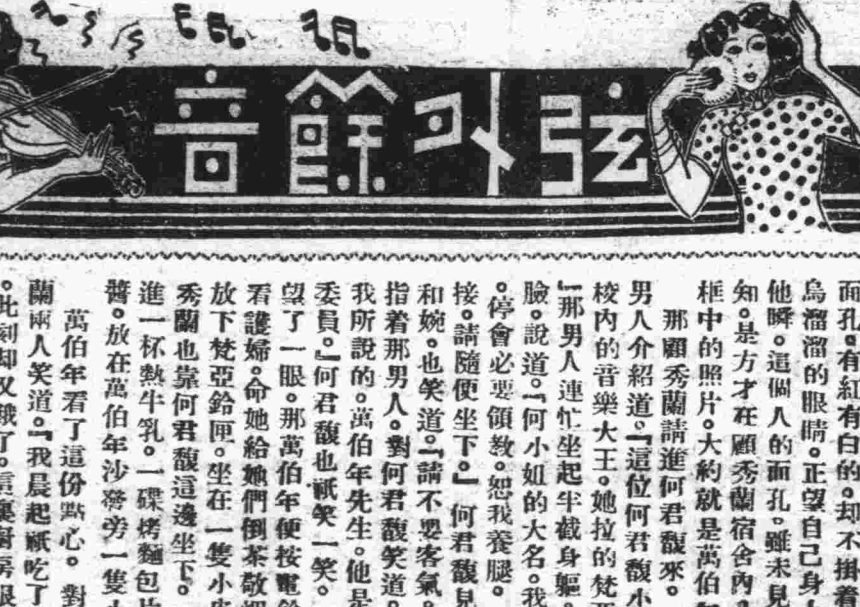 弦外餘音
面孔。有紅有白的。却不掛着
烏溜溜的眼睛。正望自己身
他瞬。這個人的面孔。雖未見
知。是方才在顧秀蘭宿舍內
框中的照片。大約就是萬伯
那顧秀蘭請進何君馥來。
男人介紹道。『這位何君馥小
校內的音樂大王。她拉的梵
』那男人連忙坐起半截身軀。
臉。說道。『何小姐的大名。我
。停會必要領教。恕我養腿。
接。請隨便坐下。』何君馥見
和婉。也笑道。『請不要客氣。
指着那男人。對何君馥笑道。
我所說的。萬伯年先生。他是
委員。』何君馥也祇笑一笑。
望了一眼。那萬伯年便按電鈴
看護婦。命她給她們倒茶敬
放下梵亞鈴匣。坐在一隻小
秀蘭也靠何君馥這邊坐下。
進一杯熱牛乳。一碟烤麵包片
醬。放在萬伯年沙發旁一隻小
萬伯年看了這份點心。對
蘭兩人笑道。『我晨起祇吃了
。此刻却又餓了。這裏廚房